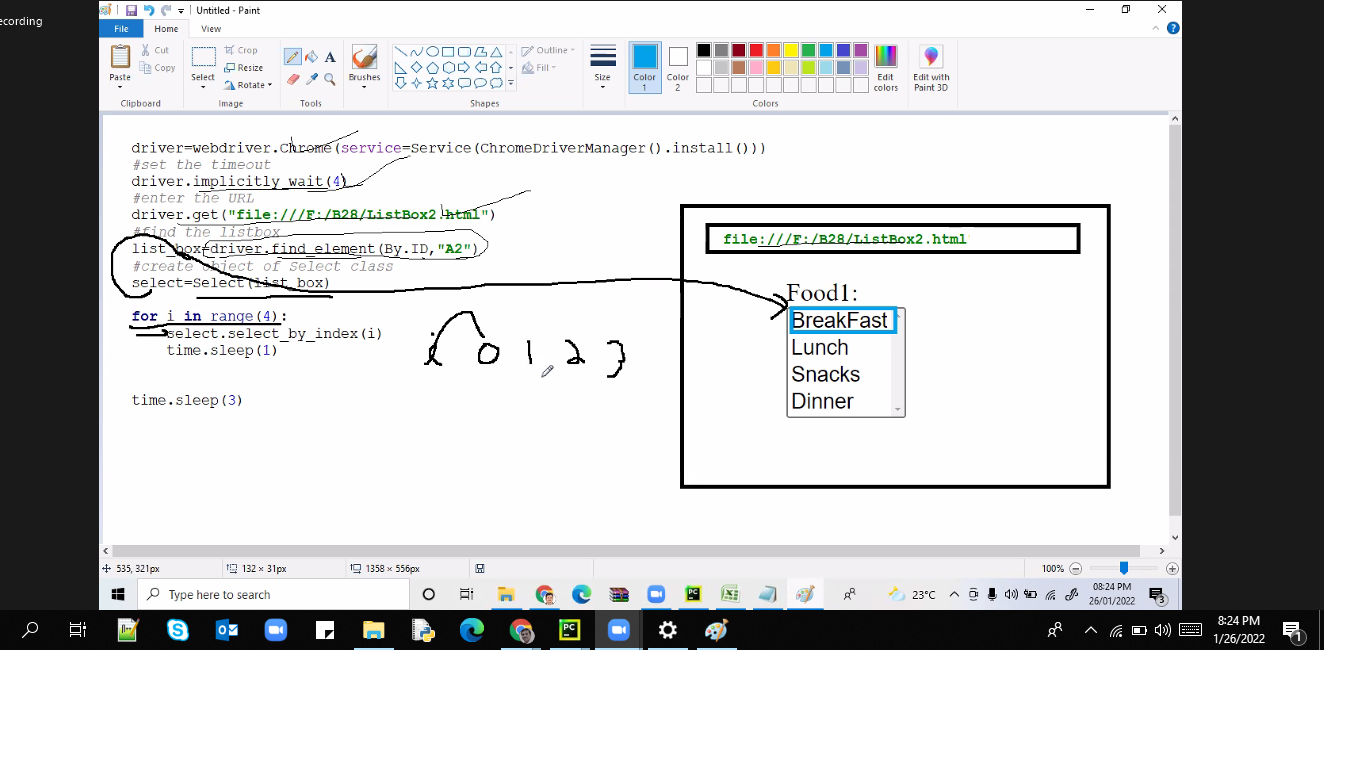 ecording
Untitled - Paint
File Home View
Paste
Cut
Copy
Clipboard
Select
Crop
Resize
Rotate
Image
Tools
Brushes
Shapes
Outline
Fill
Size
Color 1
Color 2
Colors
Edit colors
Edit with Paint 3D
driver=webdriver.Chrome(service=Service(ChromeDriverManager().install()))
#set the timeout
driver.implicitly_wait(4)
#enter the URL
driver.get("file:///F:/B28/ListBox2.html")
#find the listbox
list_box=driver.find_element(By.ID,"A2")
#create object of Select class
select=Select(list_box)
for i in range(4):
select.select_by_index(i)
time.sleep(1)
time.sleep(3)
i 0 1, 2 3
file:///F:/B28/ListBox2.html
Food1:
BreakFast
Lunch
Snacks
Dinner
535, 321px 132 × 31px 1358 × 556px 100%
Type here to search
23°C
08:24 PM
26/01/2022
3
8:24 PM
1/26/2022
1